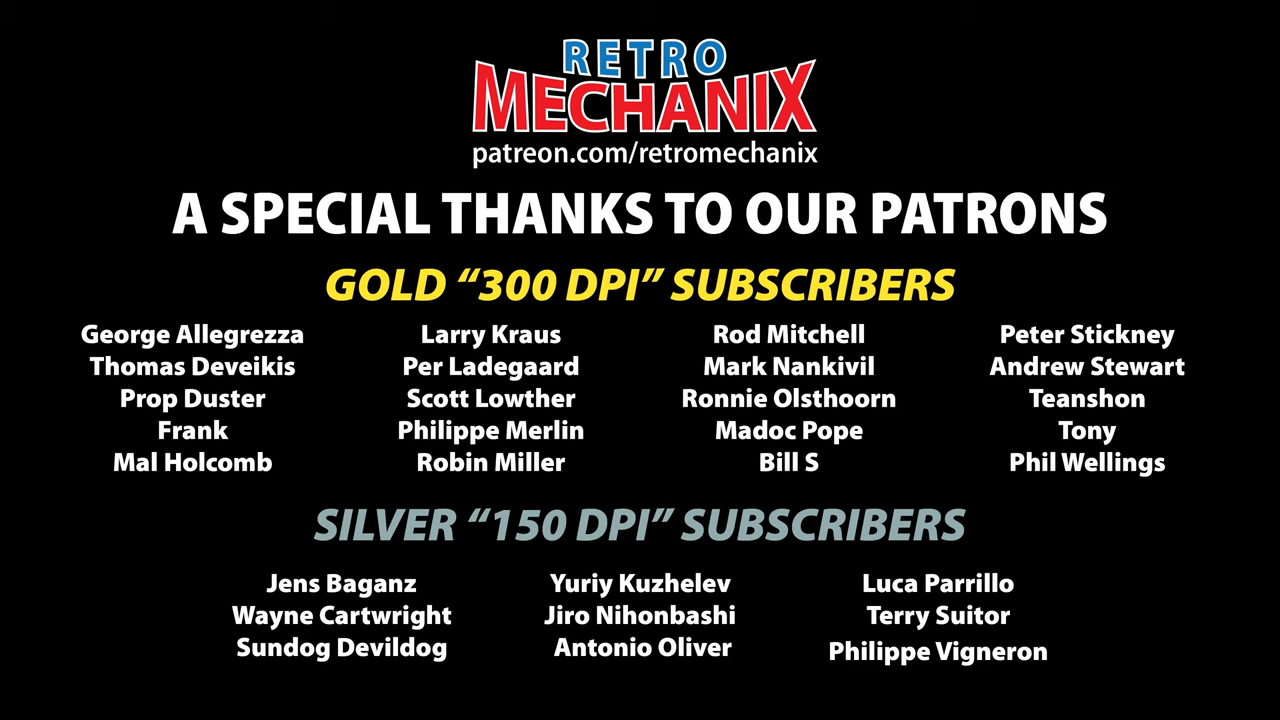 RETRO
MECHANIX
patreon.com/retromechanix
A SPECIAL THANKS TO OUR PATRONS
GOLD “300 DPI” SUBSCRIBERS
George Allegrezza
Thomas Deveikis
Prop Duster
Frank
Mal Holcomb
Larry Kraus
Per Ladegaard
Scott Lowther
Philippe Merlin
Robin Miller
Rod Mitchell
Mark Nankivil
Ronnie Olsthoorn
Madoc Pope
Bill S
Peter Stickney
Andrew Stewart
Teanshon
Tony
Phil Wellings
SILVER “150 DPI” SUBSCRIBERS
Jens Baganz
Wayne Cartwright
Sundog Devildog
Yuriy Kuzhelev
Jiro Nihonbashi
Antonio Oliver
Luca Parrillo
Terry Suitor
Philippe Vigneron